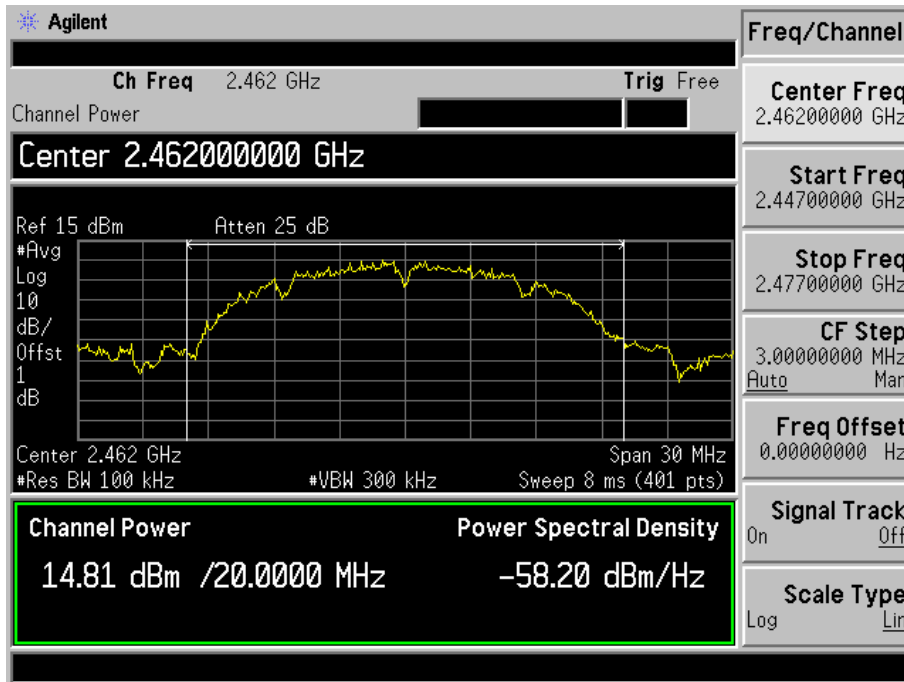 Agilent
Freq/Channel
Ch Freq 2.462 GHz
Trig Free
Channel Power
Center 2.462000000 GHz
Ref 15 dBm
Atten 25 dB
#Avg
Log
10
dB/
Offst
1
dB
Center 2.462 GHz
Span 30 MHz
#Res BW 100 kHz
#VBW 300 kHz
Sweep 8 ms (401 pts)
Channel Power
Power Spectral Density
14.81 dBm /20.0000 MHz
-58.20 dBm/Hz
Center Freq
2.46200000 GHz
Start Freq
2.44700000 GHz
Stop Freq
2.47700000 GHz
CF Step
3.00000000 MHz
Auto Man
Freq Offset
0.00000000 Hz
Signal Track
On Off
Scale Type
Log Lin